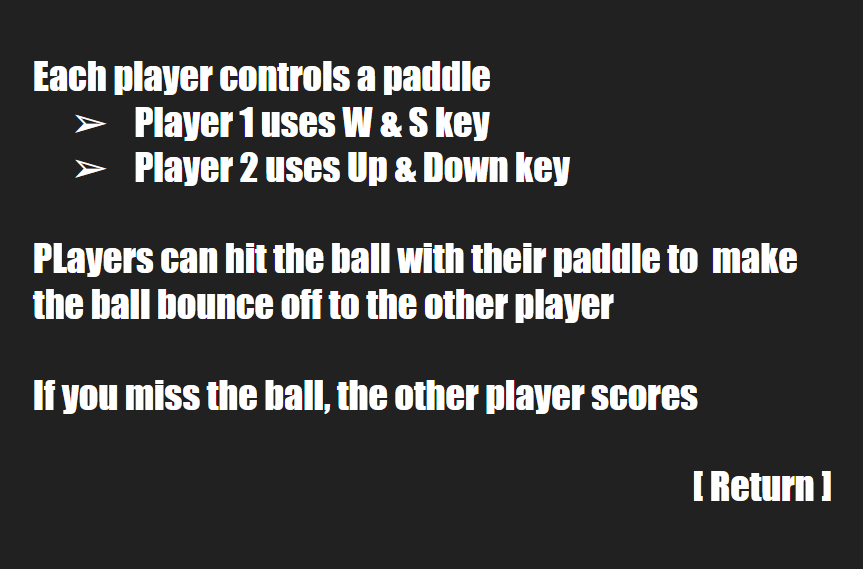 Each player controls a paddle
➢ Player 1 uses W & S key
➢ Player 2 uses Up & Down key
PLayers can hit the ball with their paddle to  make
the ball bounce off to the other player
If you miss the ball, the other player scores
[ Return ]